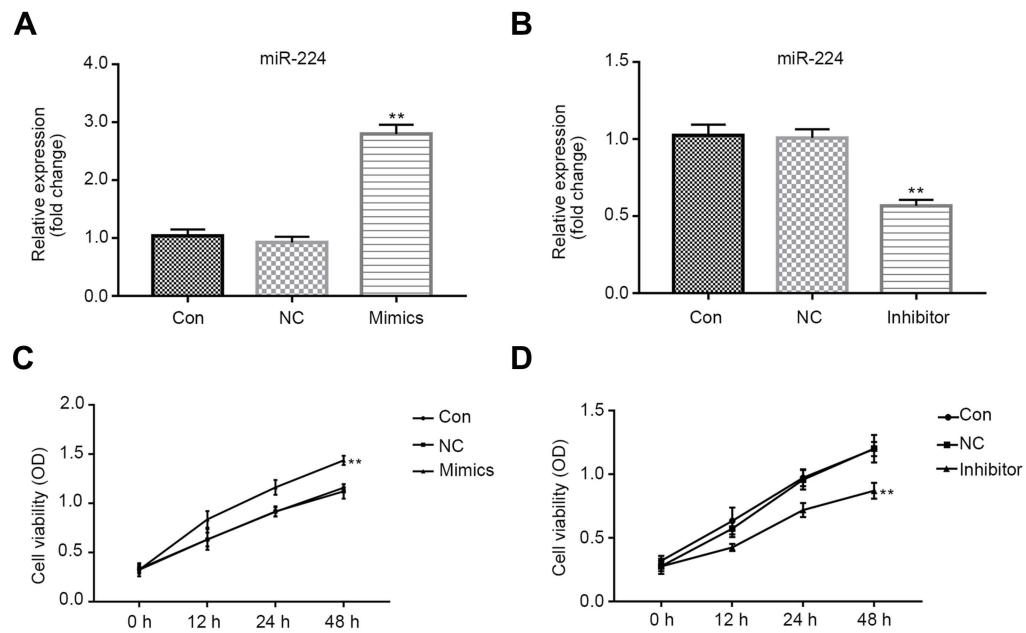 A
miR-224
Relative expression
(fold change)
4.0
3.0
2.0
1.0
0.0
**
Con
NC
Mimics
B
miR-224
Relative expression
(fold change)
1.5
1.0
0.5
0.0
**
Con
NC
Inhibitor
C
Cell viability (OD)
2.0
1.5
1.0
0.5
0.0
0 h
12 h
24 h
48 h
**
Con
NC
Mimics
D
Cell viability (OD)
1.5
1.0
0.5
0.0
0 h
12 h
24 h
48 h
**
Con
NC
Inhibitor